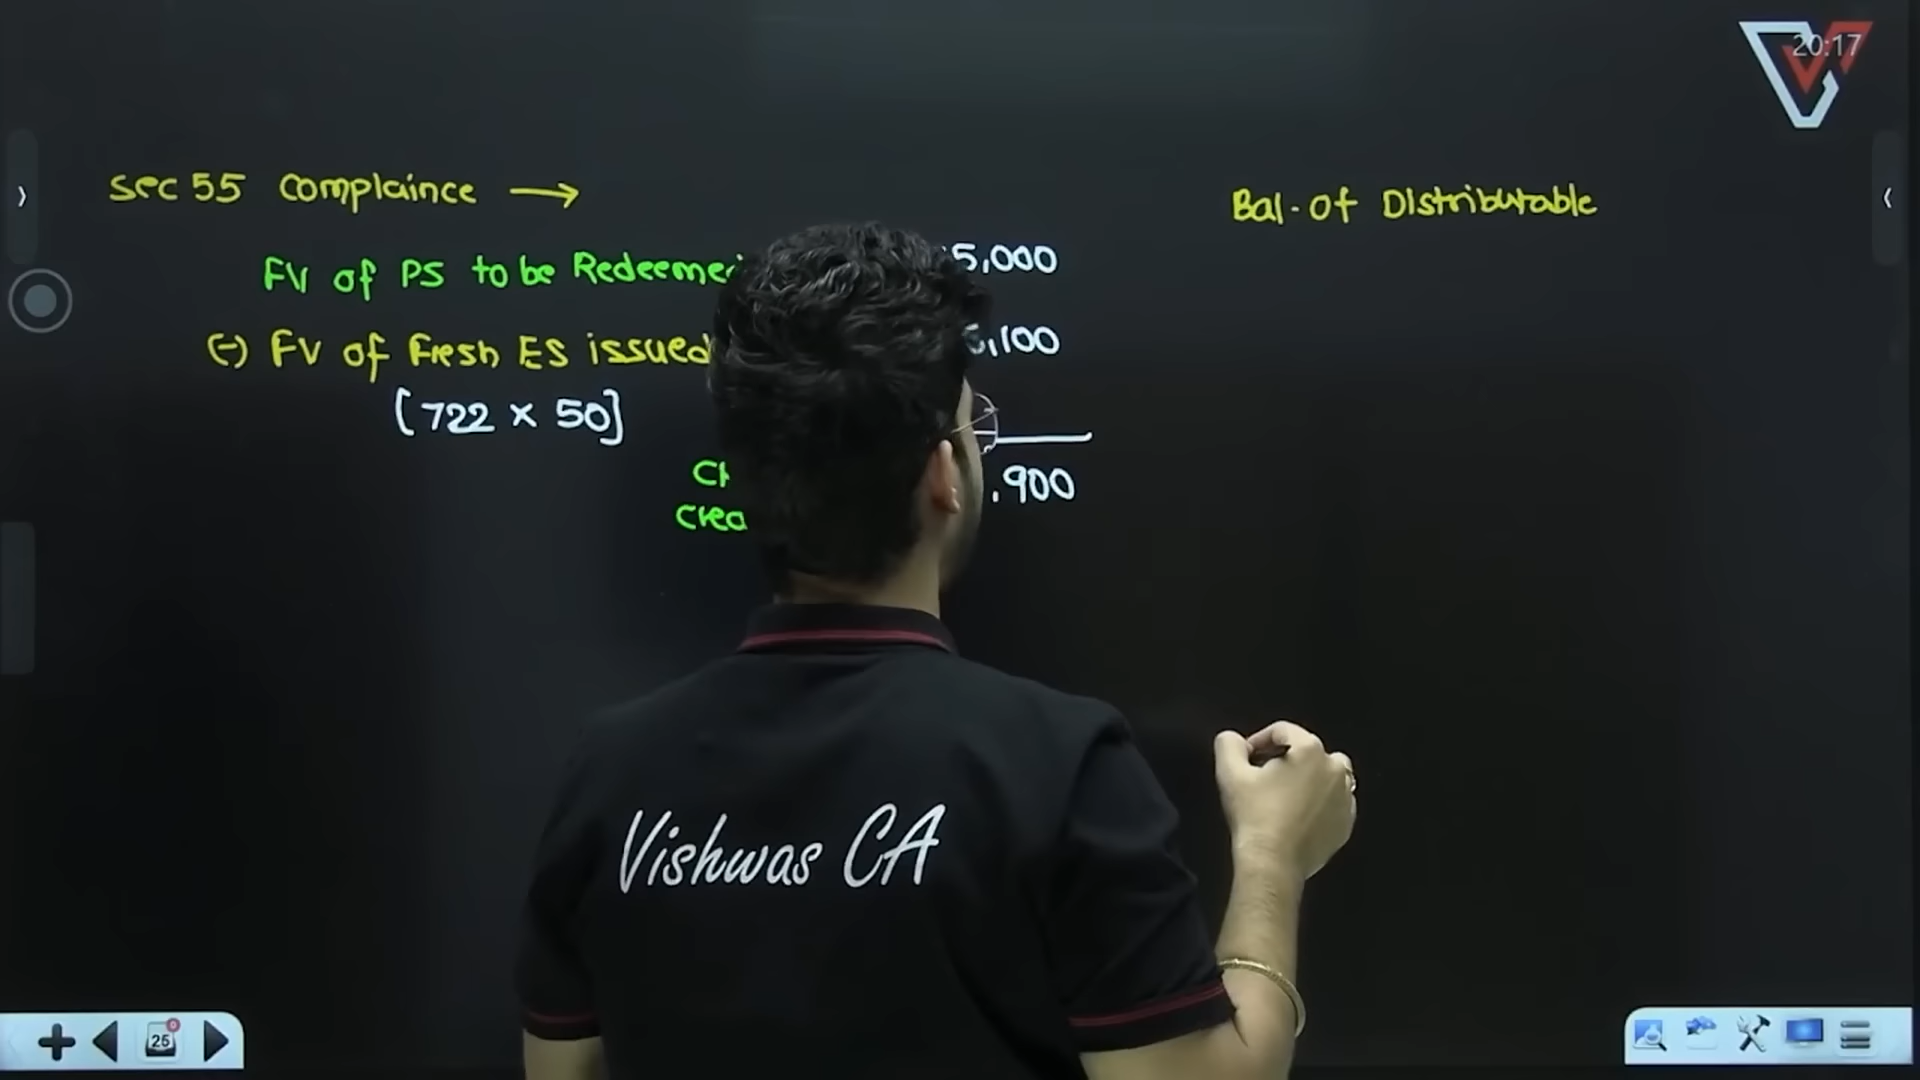 20:17
Sec 55 Complaince →
Bal. Of Distributable
FV of PS to be Redeemed 5,000
(-) FV of Fresh ES issued ,100
[722 × 50]
.900
Vishwas CA
25